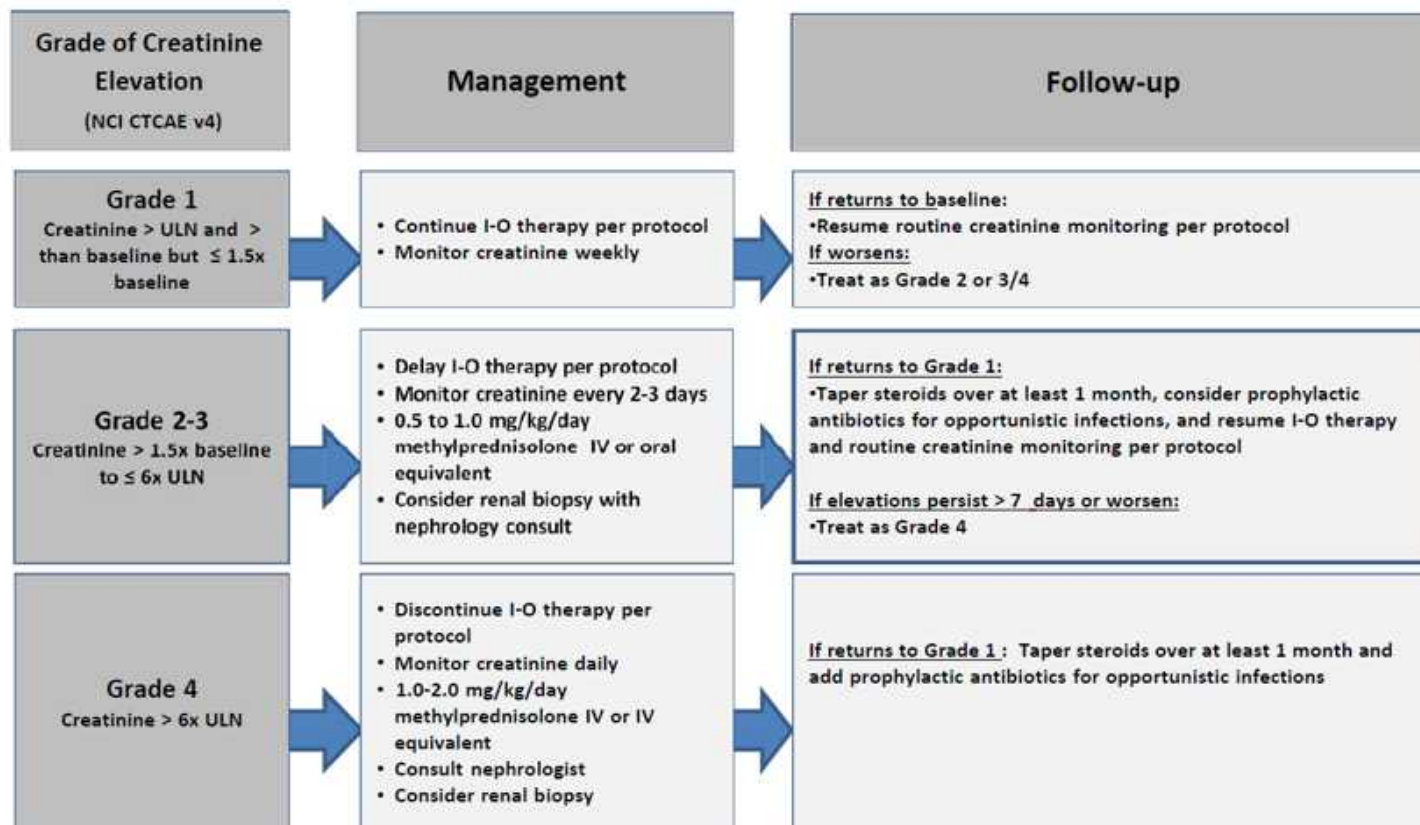 Grade of Creatinine
Elevation
(NCI CTCAE v4)
Management
Follow-up
Grade 1
Creatinine > ULN and >
than baseline but ≤ 1.5x
baseline
• Continue I-O therapy per protocol
• Monitor creatinine weekly
If returns to baseline:
•Resume routine creatinine monitoring per protocol
If worsens:
•Treat as Grade 2 or 3/4
Grade 2-3
Creatinine > 1.5x baseline
to ≤ 6x ULN
• Delay I-O therapy per protocol
• Monitor creatinine every 2-3 days
• 0.5 to 1.0 mg/kg/day
methylprednisolone IV or oral
equivalent
• Consider renal biopsy with
nephrology consult
If returns to Grade 1:
•Taper steroids over at least 1 month, consider prophylactic
antibiotics for opportunistic infections, and resume I-O therapy
and routine creatinine monitoring per protocol
If elevations persist > 7 days or worsen:
•Treat as Grade 4
Grade 4
Creatinine > 6x ULN
• Discontinue I-O therapy per
protocol
• Monitor creatinine daily
• 1.0-2.0 mg/kg/day
methylprednisolone IV or IV
equivalent
• Consult nephrologist
• Consider renal biopsy
If returns to Grade 1 : Taper steroids over at least 1 month and
add prophylactic antibiotics for opportunistic infections